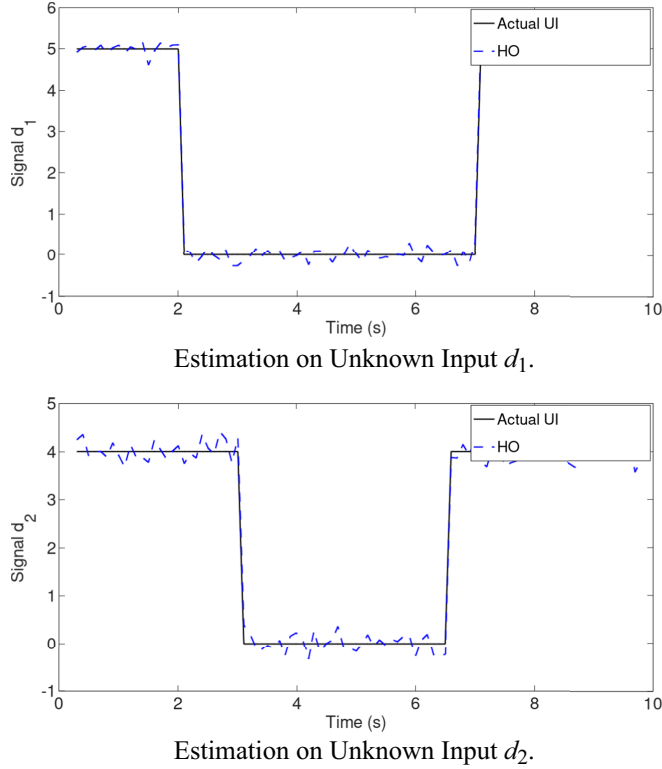 6
5
4
3
2
1
0
-1
Signal d1
0 2 4 6 8 10
Time (s)
Actual UI
HO
Estimation on Unknown Input d1.
5
4
3
2
1
0
-1
Signal d2
0 2 4 6 8 10
Time (s)
Actual UI
HO
Estimation on Unknown Input d2.